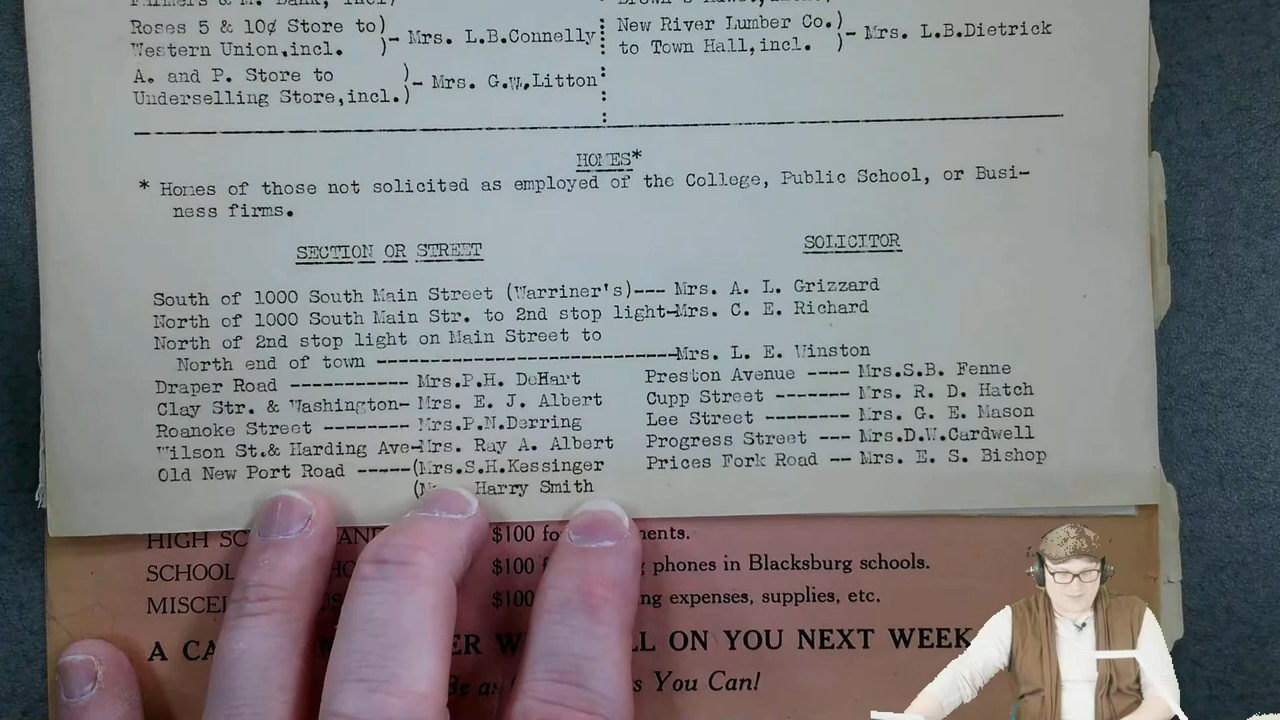 Roses 5 & 10¢ Store to)
Western Union,incl. )- Mrs. L.B.Connelly
A. and P. Store to )
Underselling Store,incl.)- Mrs. G.W.Litton
New River Lumber Co.)
to Town Hall,incl. )- Mrs. L.B.Dietrick
HOMES*
* Homes of those not solicited as employed of the College, Public School, or Busi-
ness firms.
SECTION OR STREET SOLICITOR
South of 1000 South Main Street (Warriner's)--- Mrs. A. L. Grizzard
North of 1000 South Main Str. to 2nd stop light-Mrs. C. E. Richard
North of 2nd stop light on Main Street to
North end of town ---------------------------Mrs. L. E. Winston
Draper Road ----------- Mrs.P.H. DeHart
Clay Str. & Washington- Mrs. E. J. Albert
Roanoke Street -------- Mrs.P.N.Derring
Wilson St.& Harding Ave-Mrs. Ray A. Albert
Old New Port Road -----(Mrs.S.H.Kessinger
( Harry Smith
Preston Avenue ---- Mrs.S.B. Fenne
Cupp Street ------- Mrs. R. D. Hatch
Lee Street -------- Mrs. G. E. Mason
Progress Street --- Mrs.D.W.Cardwell
Prices Fork Road -- Mrs. E. S. Bishop
HIGH $100
SCHOOL $100 phones in Blacksburg schools.
$100 expenses, supplies, etc.
A ON YOU NEXT WEEK
Be as You Can!